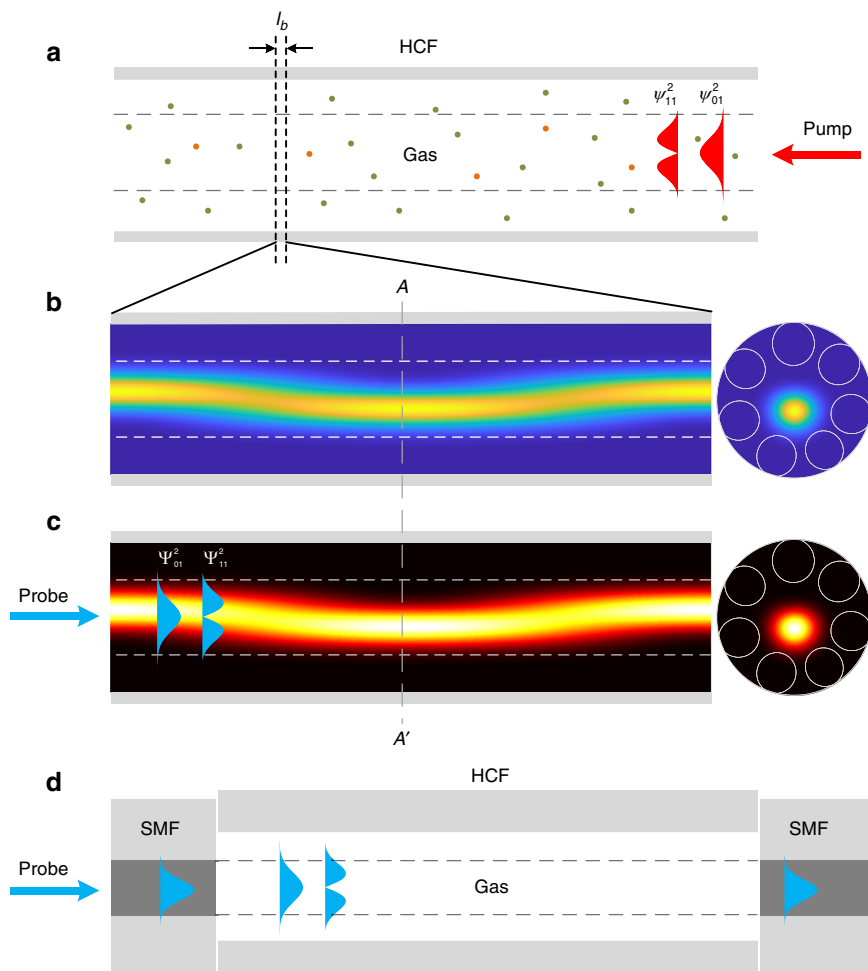 l_b
a
HCF
ψ²₁₁ ψ²₀₁
Pump
Gas
b
A
c
Ψ²₀₁ Ψ²₁₁
Probe
A′
HCF
d
SMF SMF
Probe
Gas